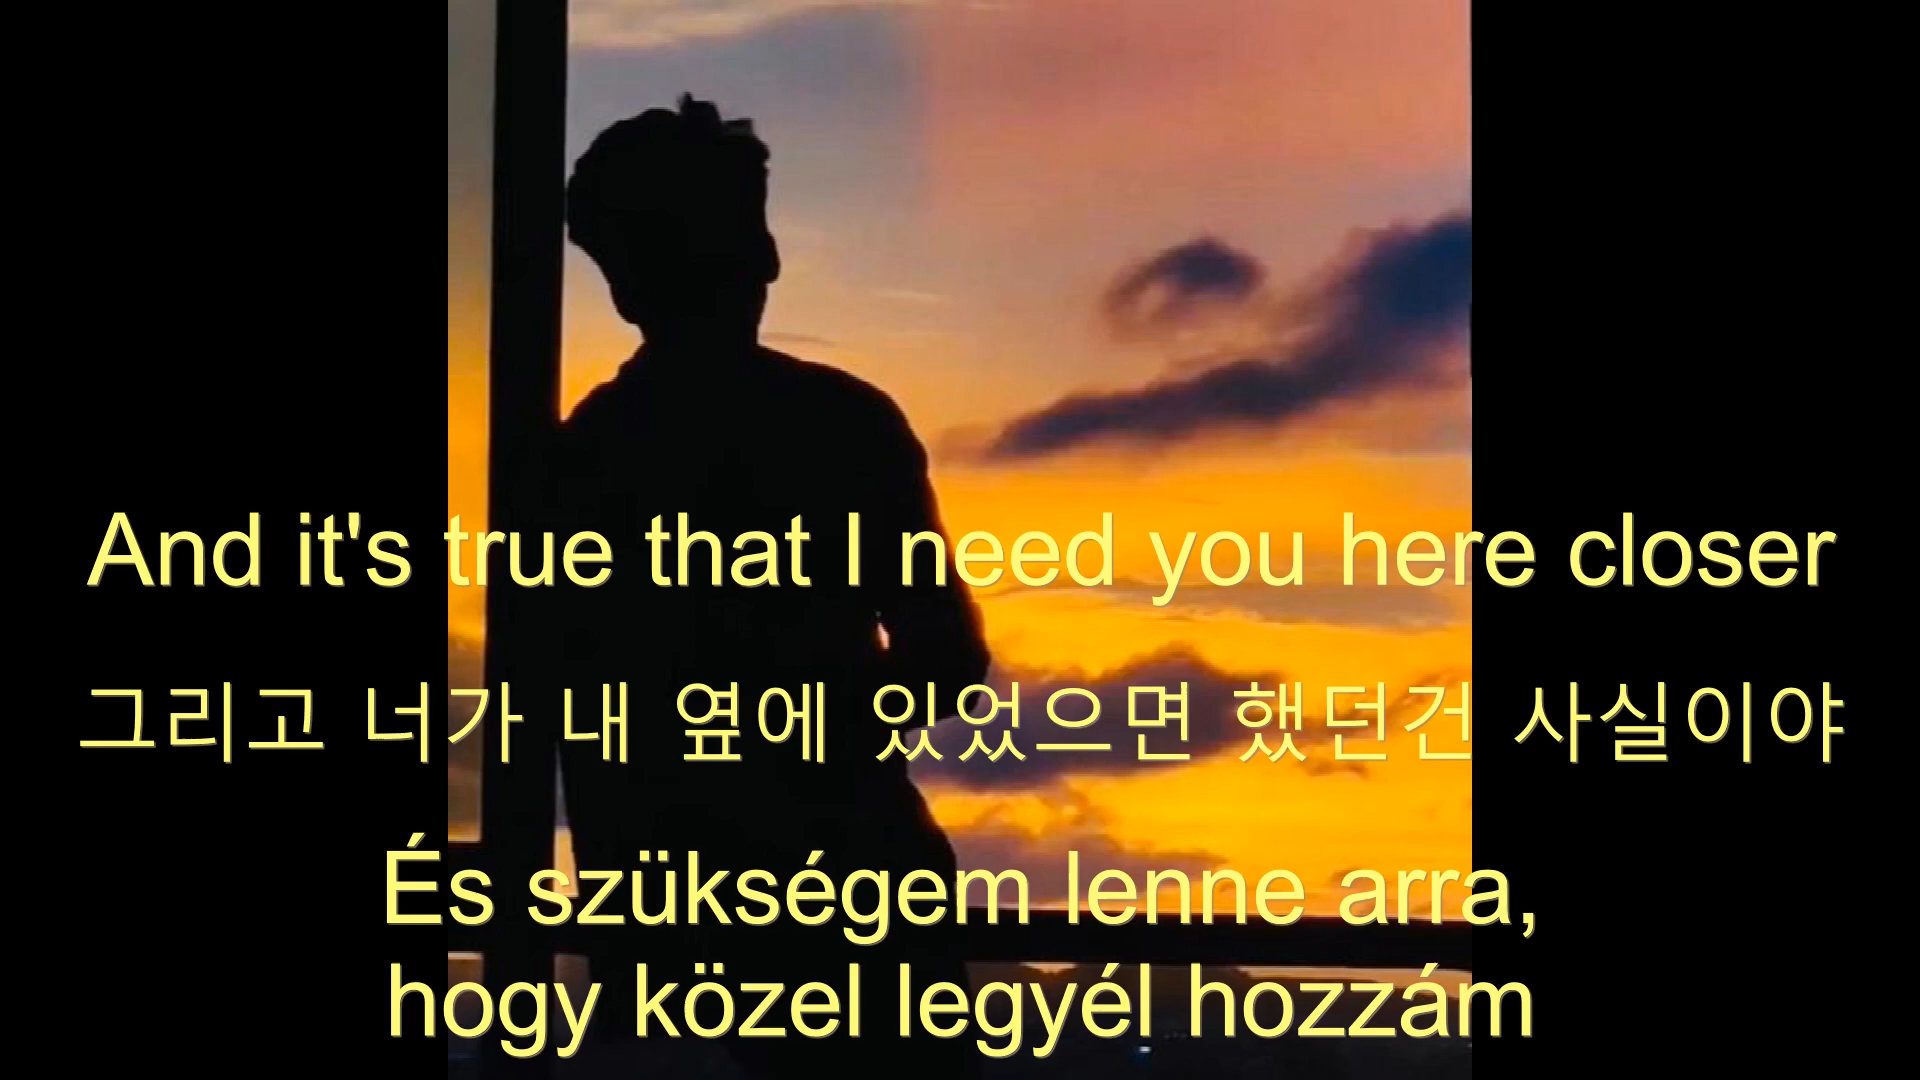 And it's true that I need you here closer
그리고 너가 내 옆에 있었으면 했던건 사실이야
És szükségem lenne arra,
hogy közel legyél hozzám